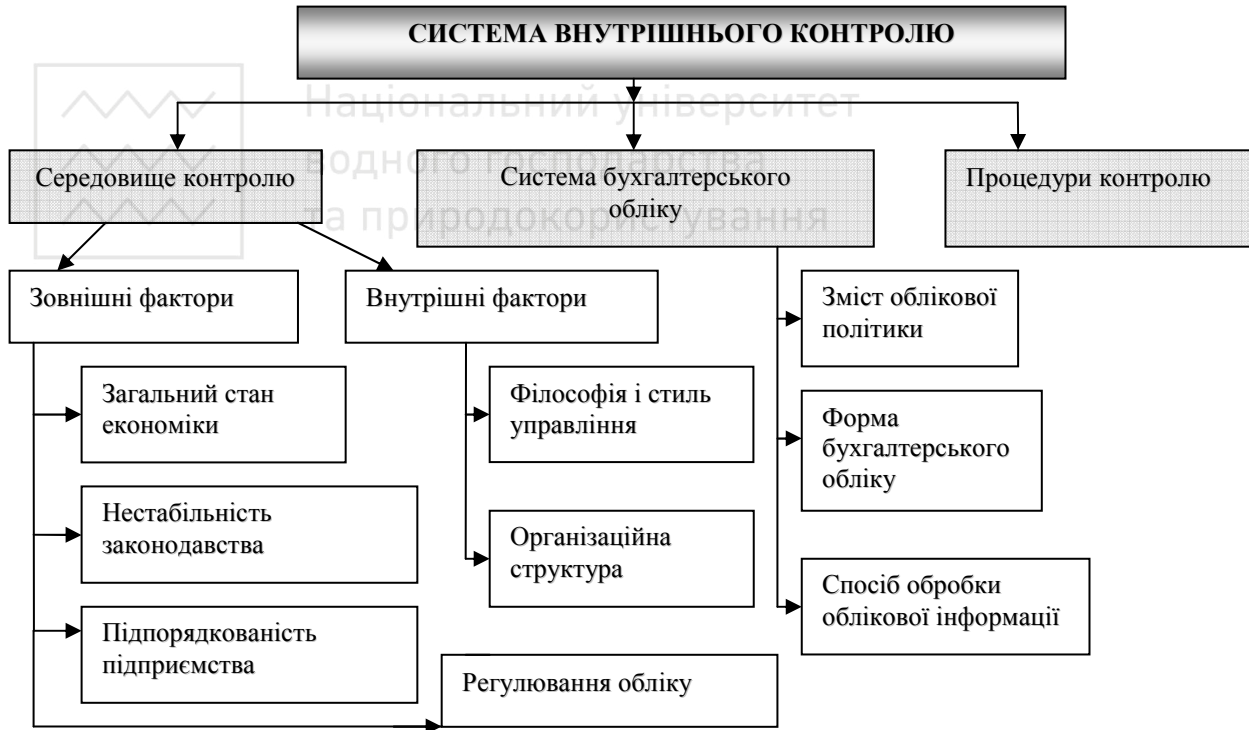 СИСТЕМА ВНУТРІШНЬОГО КОНТРОЛЮ
Національний університет
водного господарства
та природокористування
Середовище контролю
Система бухгалтерського
обліку
Процедури контролю
Зовнішні фактори
Внутрішні фактори
Зміст облікової
політики
Загальний стан
економіки
Філософія і стиль
управління
Форма
бухгалтерського
обліку
Нестабільність
законодавства
Організаційна
структура
Спосіб обробки
облікової інформації
Підпорядкованість
підприємства
Регулювання обліку